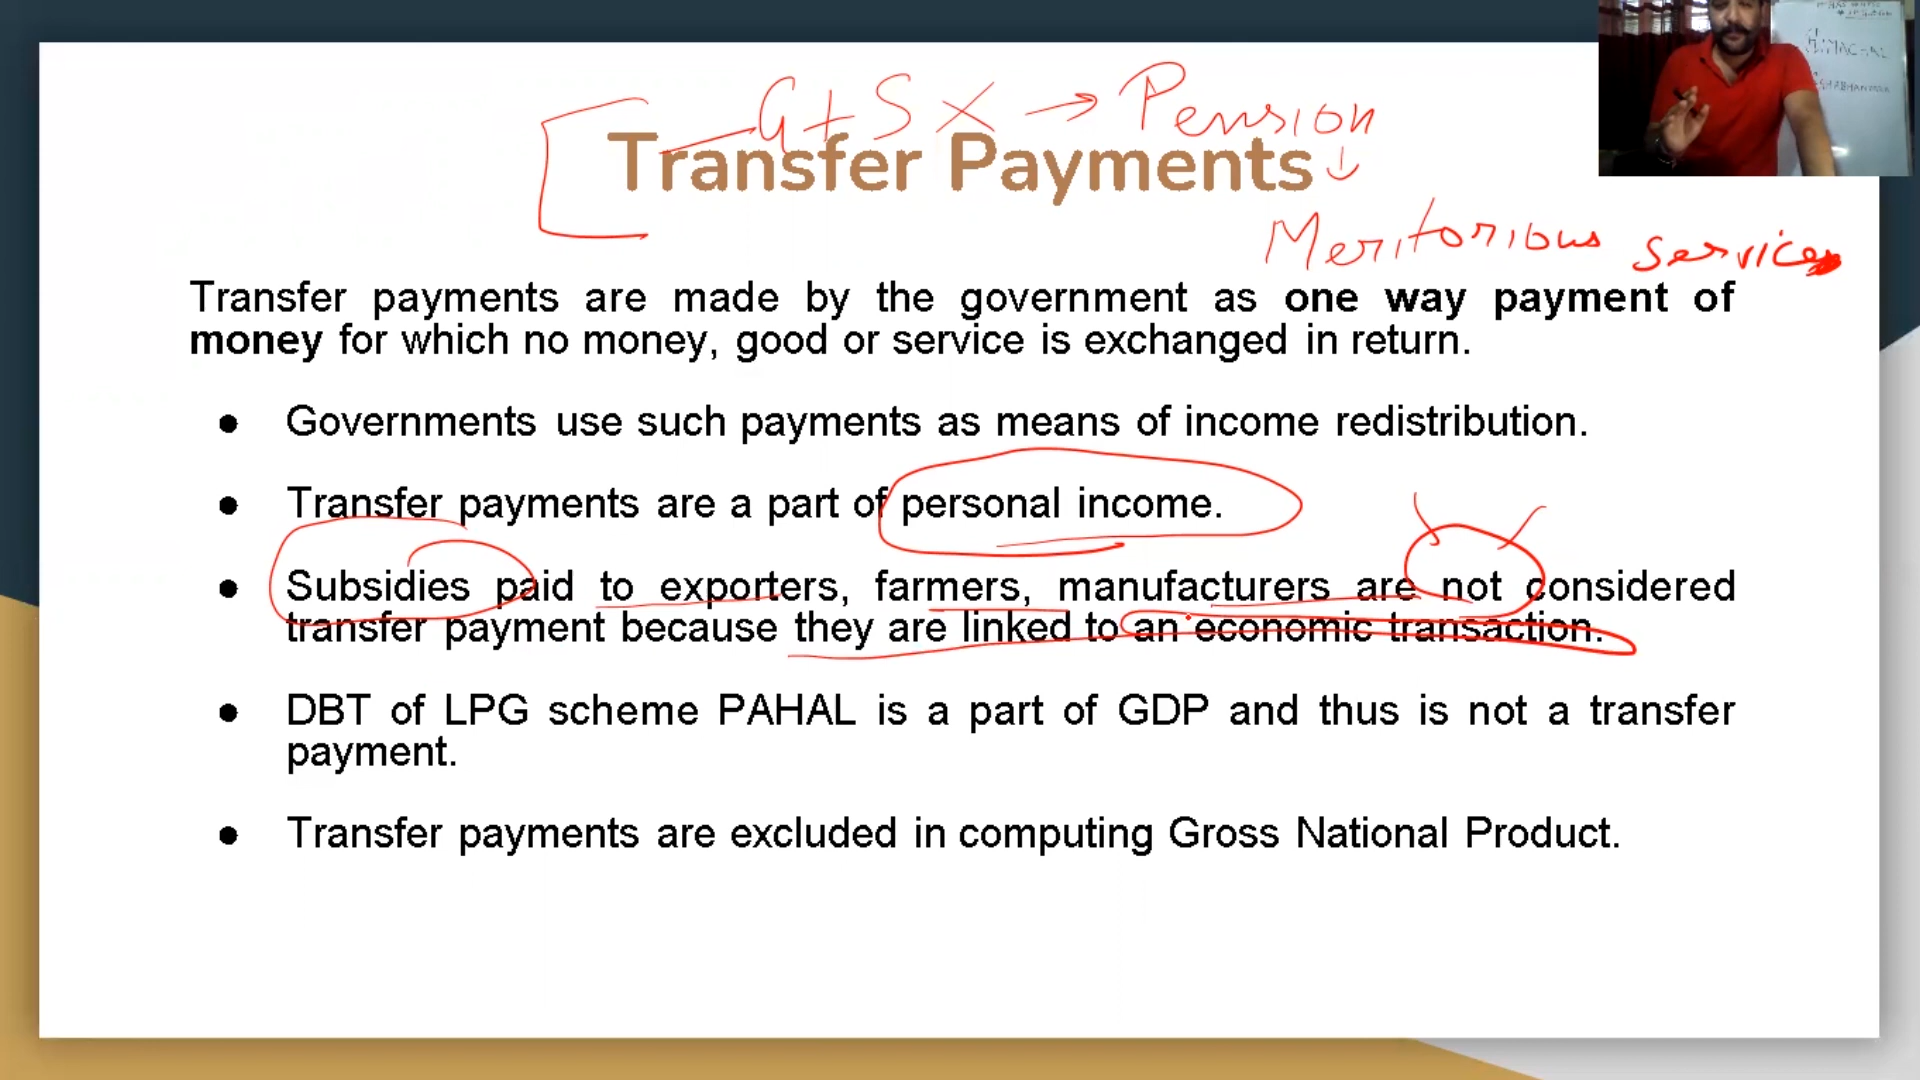 G+S X → Pension
Transfer Payments
Meritorious services
Transfer payments are made by the government as one way payment of
money for which no money, good or service is exchanged in return.
● Governments use such payments as means of income redistribution.
● Transfer payments are a part of personal income.
● Subsidies paid to exporters, farmers, manufacturers are not considered
transfer payment because they are linked to an economic transaction.
● DBT of LPG scheme PAHAL is a part of GDP and thus is not a transfer
payment.
● Transfer payments are excluded in computing Gross National Product.